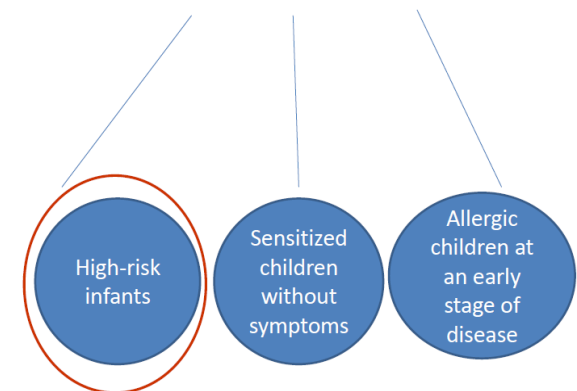 High-risk
infants
Sensitized
children
without
symptoms
Allergic
children at
an early
stage of
disease